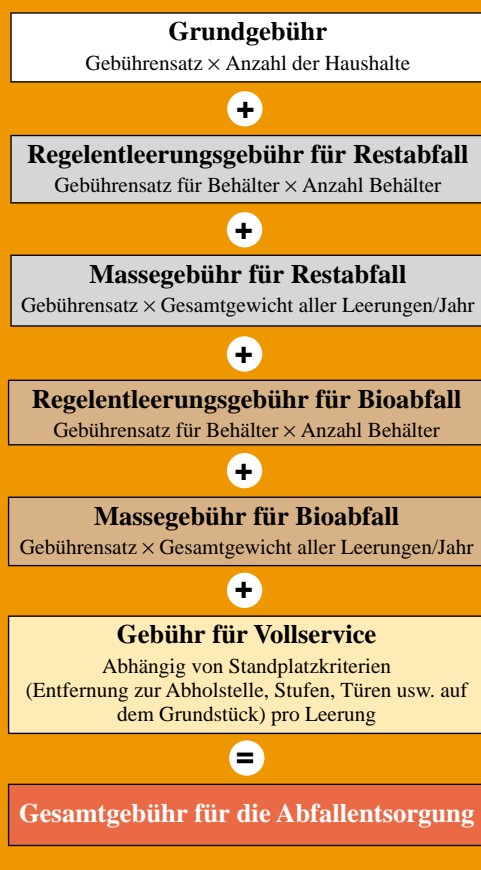 Grundgebühr
Gebührensatz × Anzahl der Haushalte
+
Regelentleerungsgebühr für Restabfall
Gebührensatz für Behälter × Anzahl Behälter
+
Massegebühr für Restabfall
Gebührensatz × Gesamtgewicht aller Leerungen/Jahr
+
Regelentleerungsgebühr für Bioabfall
Gebührensatz für Behälter × Anzahl Behälter
+
Massegebühr für Bioabfall
Gebührensatz × Gesamtgewicht aller Leerungen/Jahr
+
Gebühr für Vollservice
Abhängig von Standplatzkriterien
(Entfernung zur Abholstelle, Stufen, Türen usw. auf
dem Grundstück) pro Leerung
=
Gesamtgebühr für die Abfallentsorgung